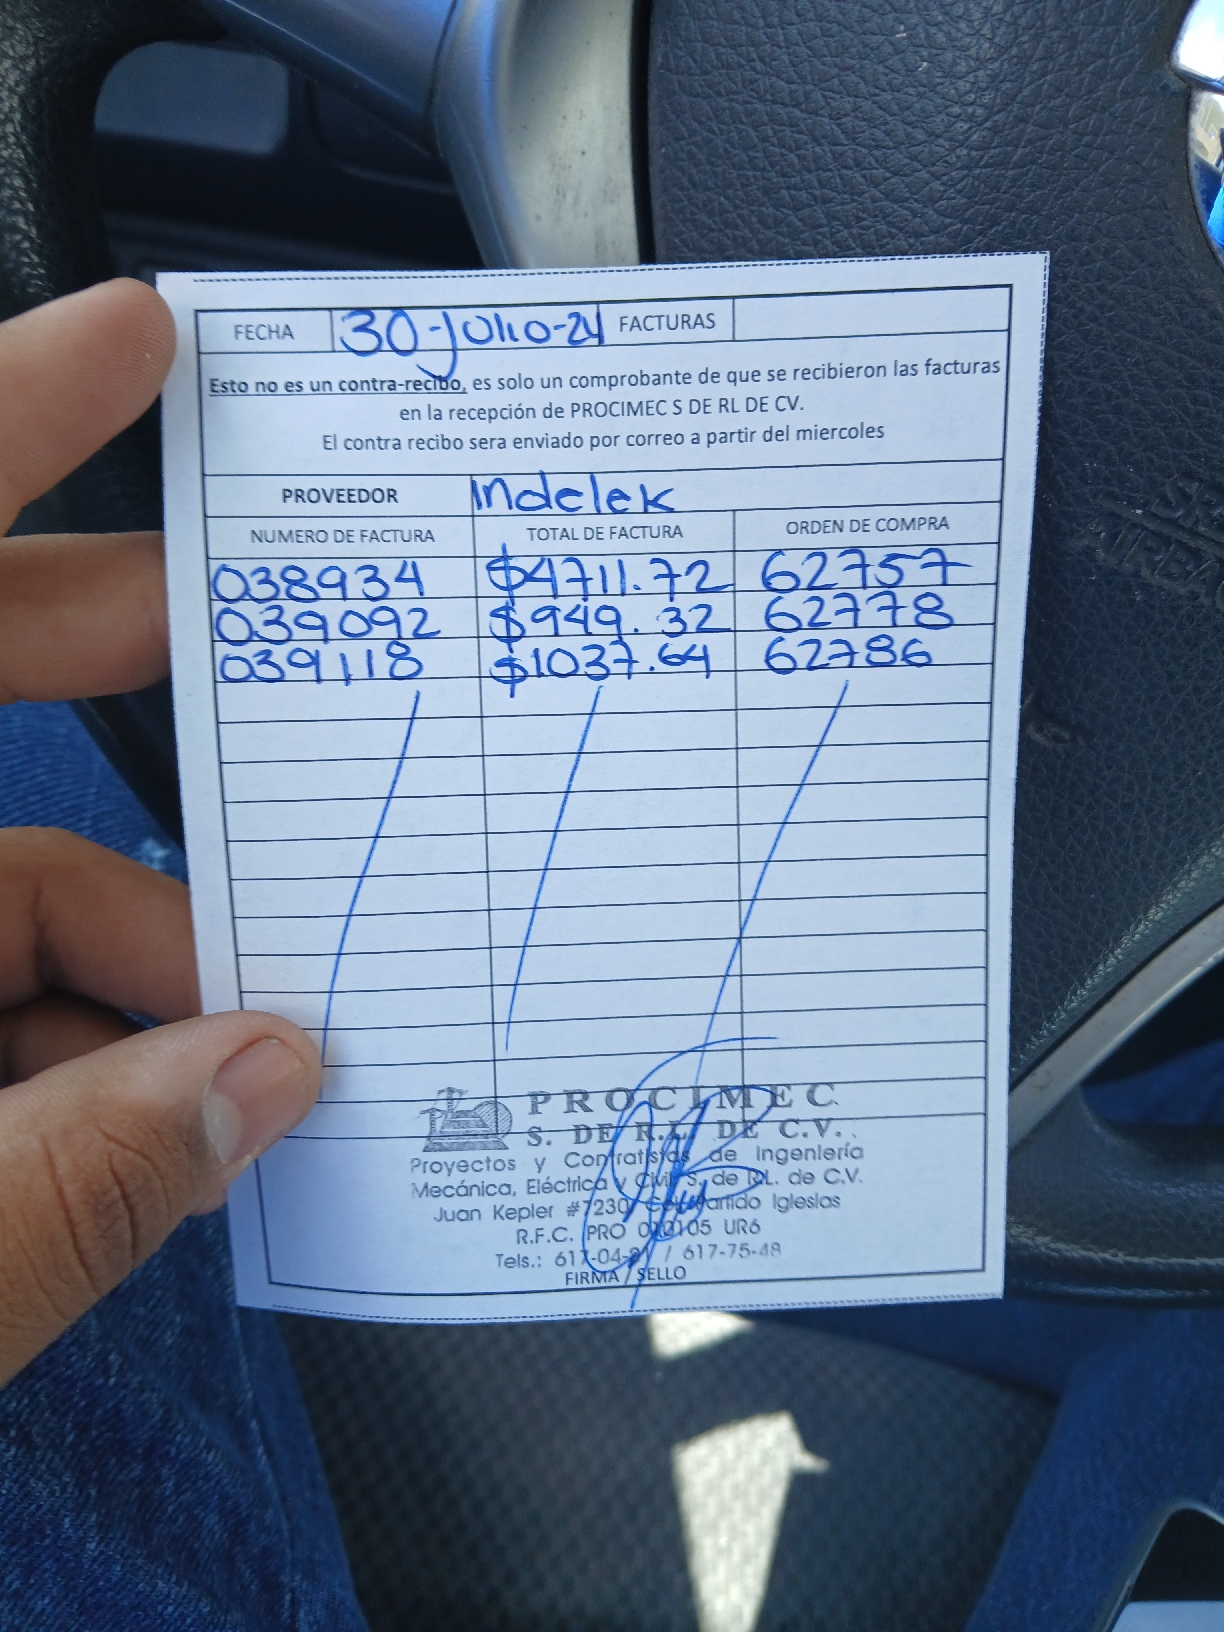 FECHA 30-Julio-24 FACTURAS
Esto no es un contra-recibo, es solo un comprobante de que se recibieron las facturas
en la recepción de PROCIMEC S DE RL DE CV.
El contra recibo sera enviado por correo a partir del miercoles
PROVEEDOR Indelek
NUMERO DE FACTURA TOTAL DE FACTURA ORDEN DE COMPRA
038934 $4711.72 62757
039092 $949.32 62778
039118 $1037.64 62786
PROCIMEC
S. DE R.L. DE C.V.
Proyectos y Contratistas de Ingeniería
Mecánica, Eléctrica y Civil S. de R.L. de C.V.
Juan Kepler #7230 Partido Iglesias
R.F.C. PRO UR6
Tels.: / 617-75-48
FIRMA / SELLO